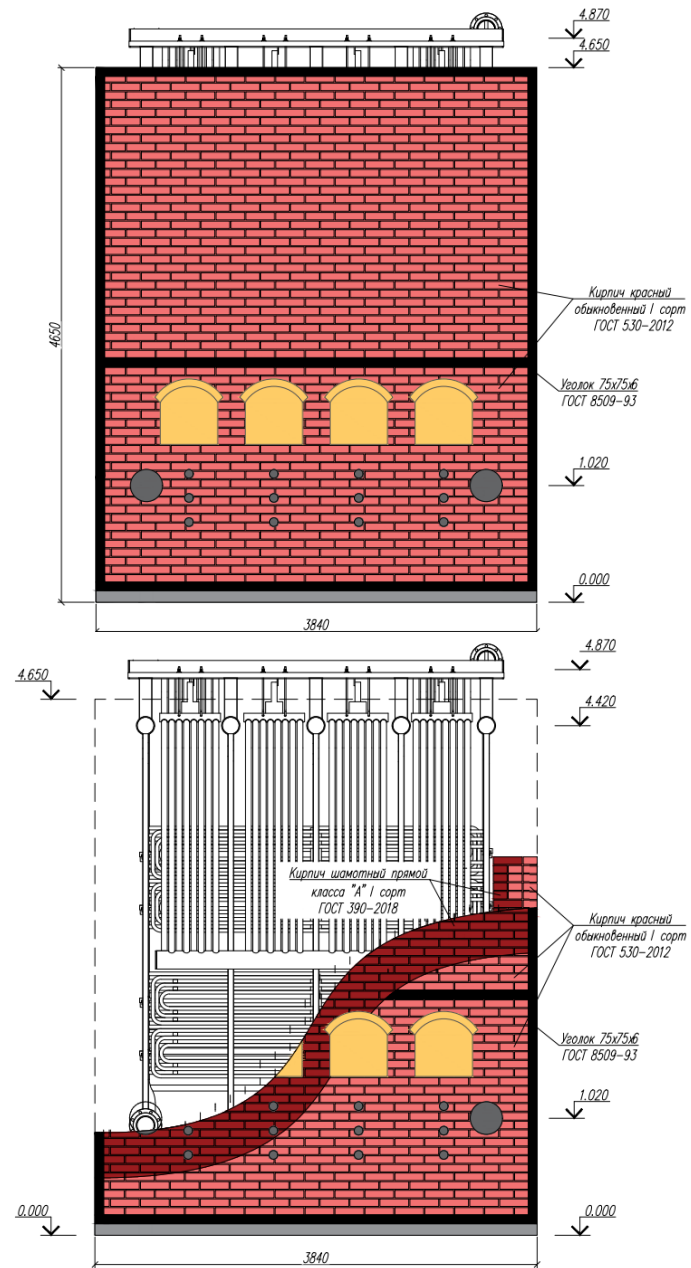 4.870
4.650
4650
Кирпич красный
обыкновенный I сорт
ГОСТ 530-2012
Уголок 75х75х6
ГОСТ 8509-93
1.020
0.000
3840
4.870
4.650
4.420
Кирпич шамотный прямой
класса "А" I сорт
ГОСТ 390-2018
Кирпич красный
обыкновенный I сорт
ГОСТ 530-2012
Уголок 75х75х6
ГОСТ 8509-93
1.020
0.000
0.000
3840